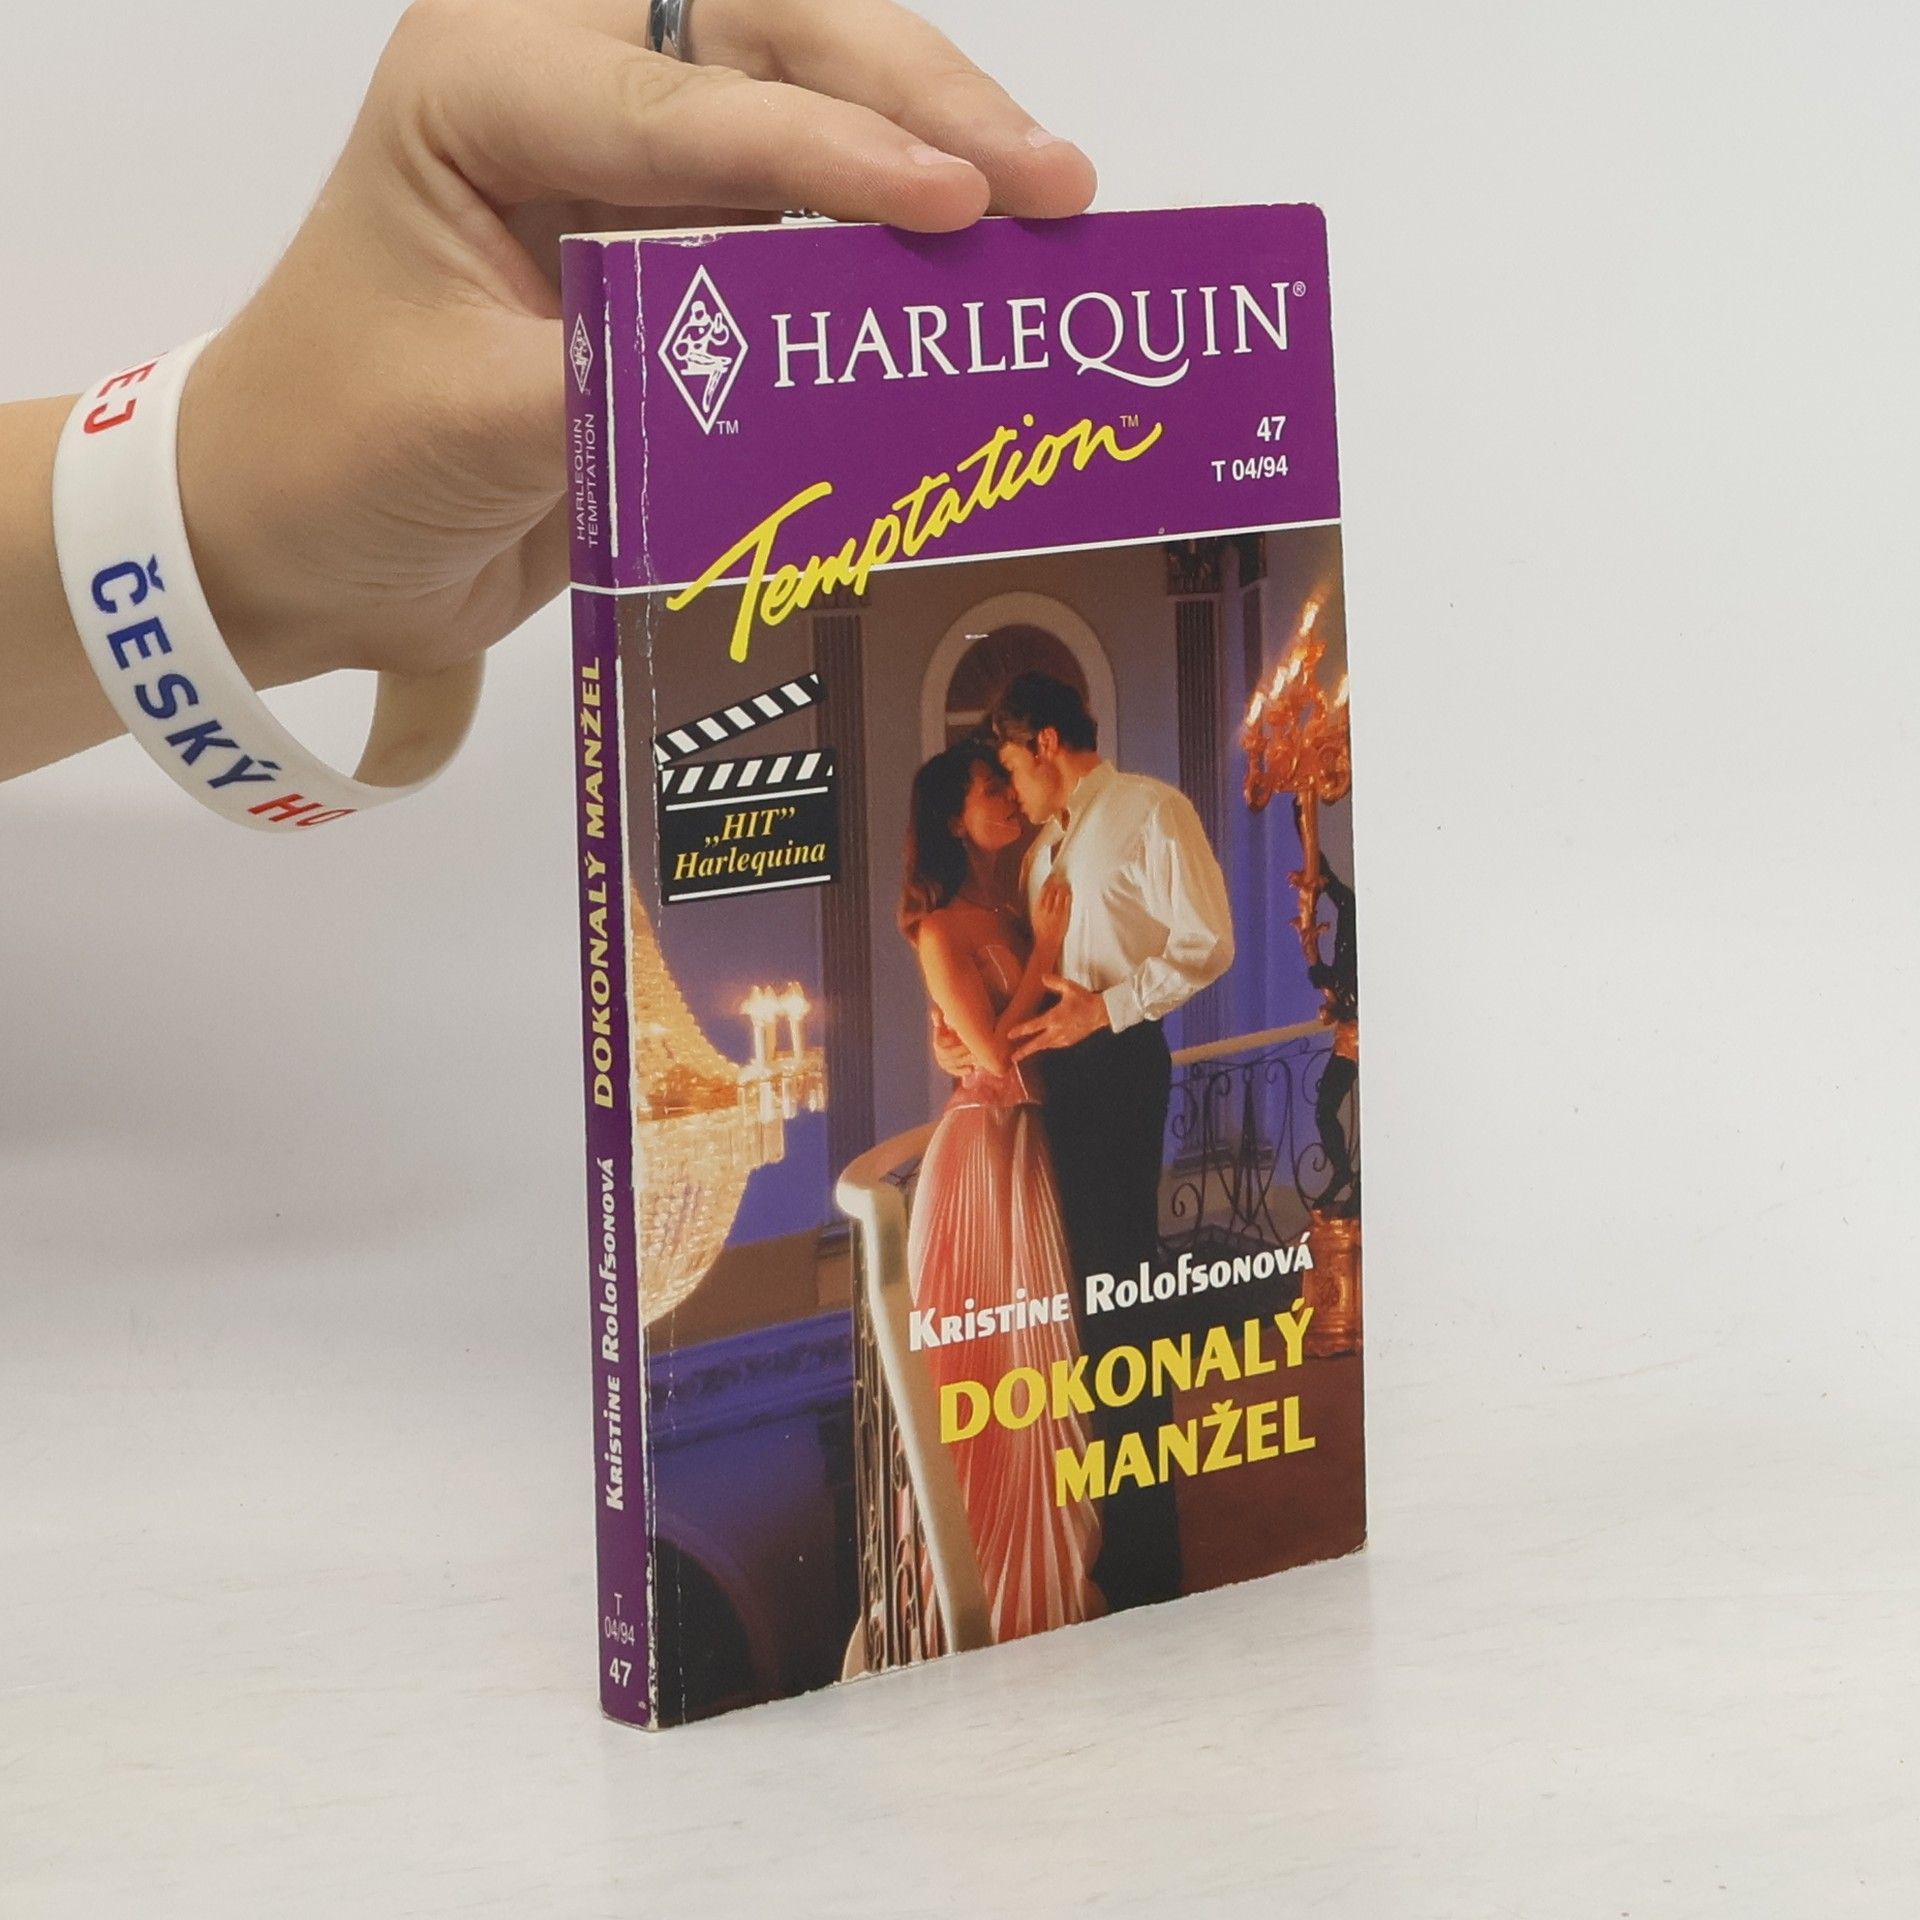 HARLEQUIN®
TM
Temptation™
47
T 04/94
„HIT”
Harlequina
Kristine Rolofsonová
DOKONALÝ
MANŽEL
HARLEQUIN
TEMPTATION
DOKONALÝ MANŽEL
Kristine Rolofsonová
T
04/94
47
ČESKÝ